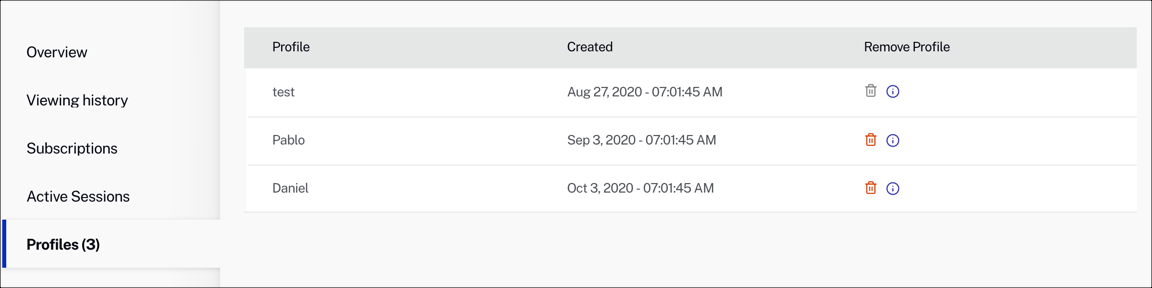 Overview
Viewing history
Subscriptions
Active Sessions
Profiles (3)
Profile Created Remove Profile
test Aug 27, 2020 - 07:01:45 AM
Pablo Sep 3, 2020 - 07:01:45 AM
Daniel Oct 3, 2020 - 07:01:45 AM